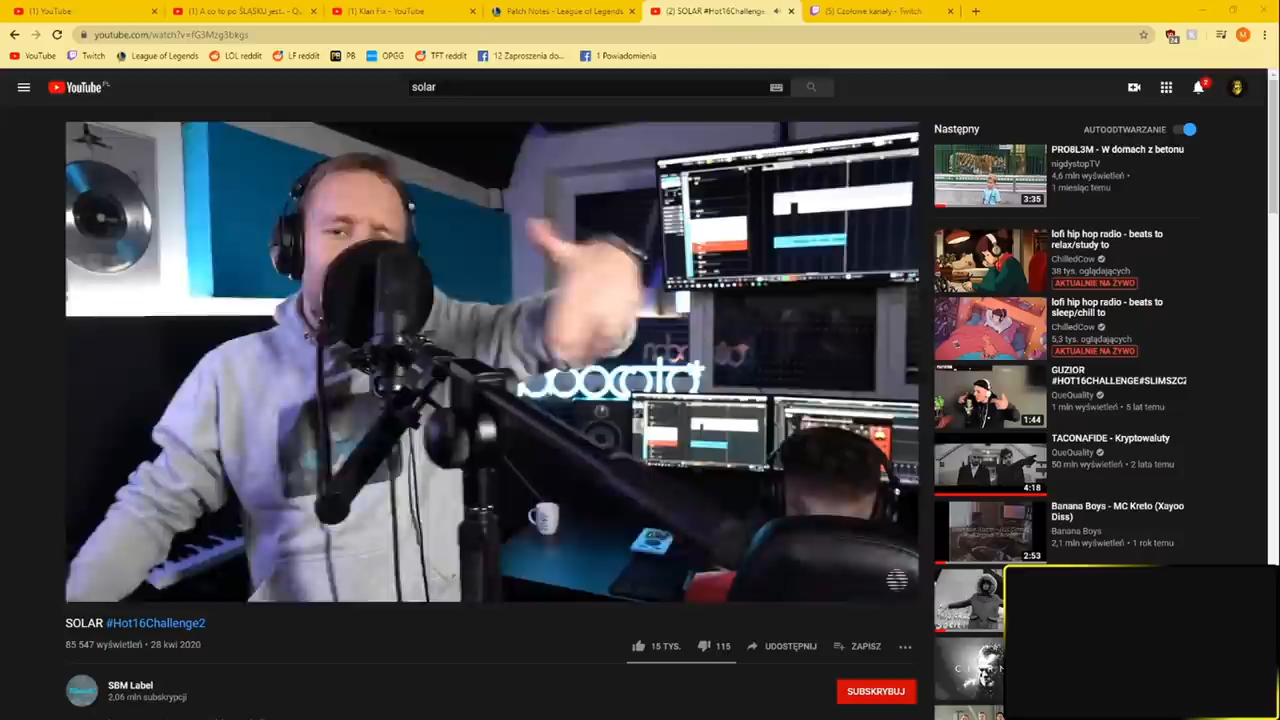 YouTube
A co to po ŚLĄSKU jest.. - Q..
Klan Fix - YouTube
Patch Notes - League of Legends
(2) SOLAR #Hot16Challenge
(5) Czołowe kanały - Twitch
youtube.com/watch?v=fG3Mzg3bkgs
YouTube
Twitch
League of Legends
LOL reddit
LF reddit
PB
OPGG
TFT reddit
12 Zaproszenia do...
1 Powiadomienia
YouTube PL
solar
2
Następny
AUTOODTWARZANIE
PRO8L3M - W domach z betonu
nigdystopTV
4,6 mln wyświetleń •
1 miesiąc temu
3:35
lofi hip hop radio - beats to
relax/study to
ChilledCow
38 tys. oglądających
AKTUALNIE NA ŻYWO
lofi hip hop radio - beats to
sleep/chill to
ChilledCow
5,3 tys. oglądających
AKTUALNIE NA ŻYWO
GUZIOR
#HOT16CHALLENGE#SLIMSZC
QueQuality
1 mln wyświetleń • 5 lat temu
1:44
TACONAFIDE - Kryptowaluty
QueQuality
50 mln wyświetleń • 2 lata temu
4:18
Banana Boys - MC Kreto (Xayoo
Diss)
Banana Boys
2,1 mln wyświetleń • 1 rok temu
2:53
SOLAR #Hot16Challenge2
85 547 wyświetleń • 28 kwi 2020
15 TYS.
115
UDOSTĘPNIJ
ZAPISZ
SBM Label
2,06 mln subskrypcji
SUBSKRYBUJ